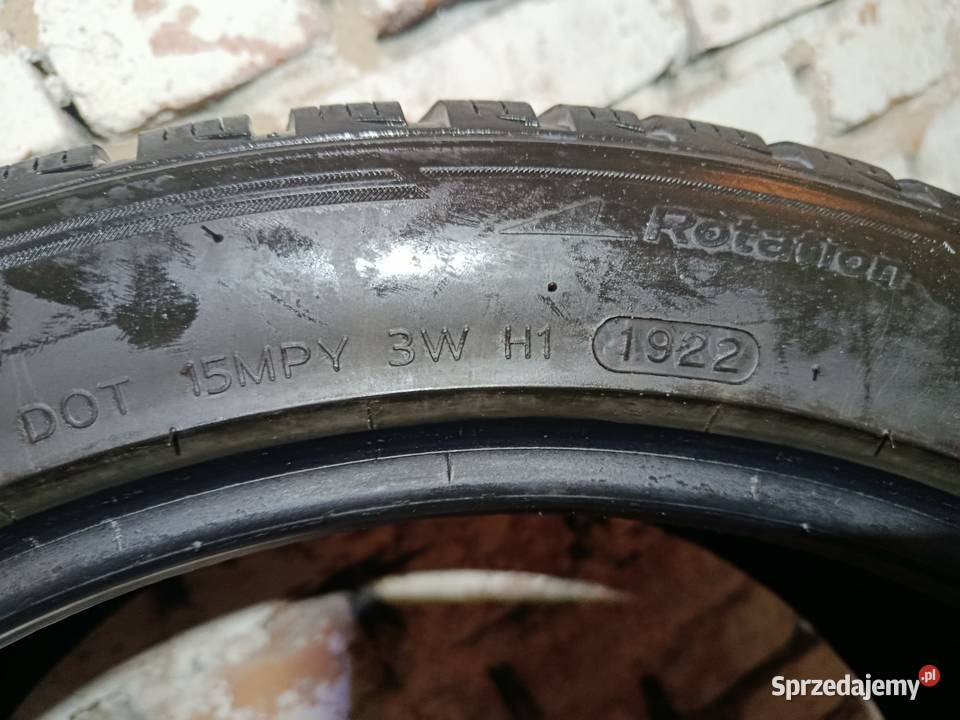 Rotation
DOT 15MPY 3W H1 1922
Sprzedajemy.pl